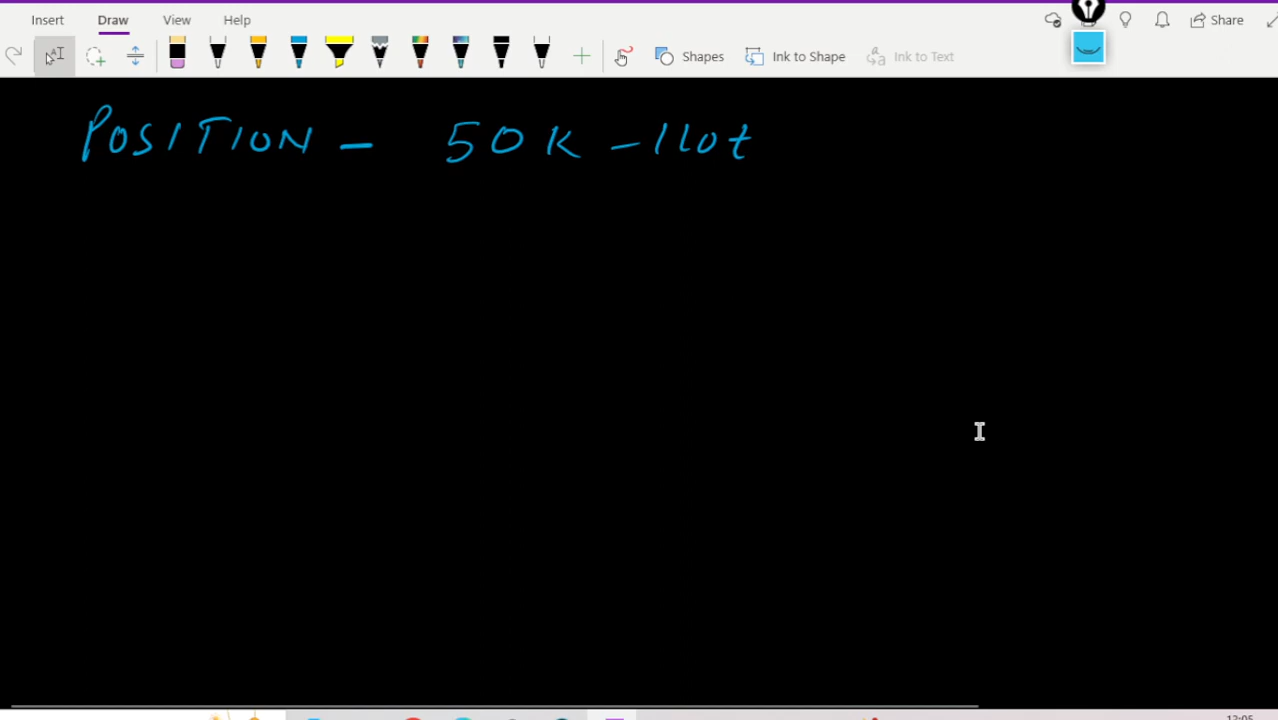 Insert Draw View Help Share
Shapes Ink to Shape Ink to Text
POSITION - 50K - 1lot